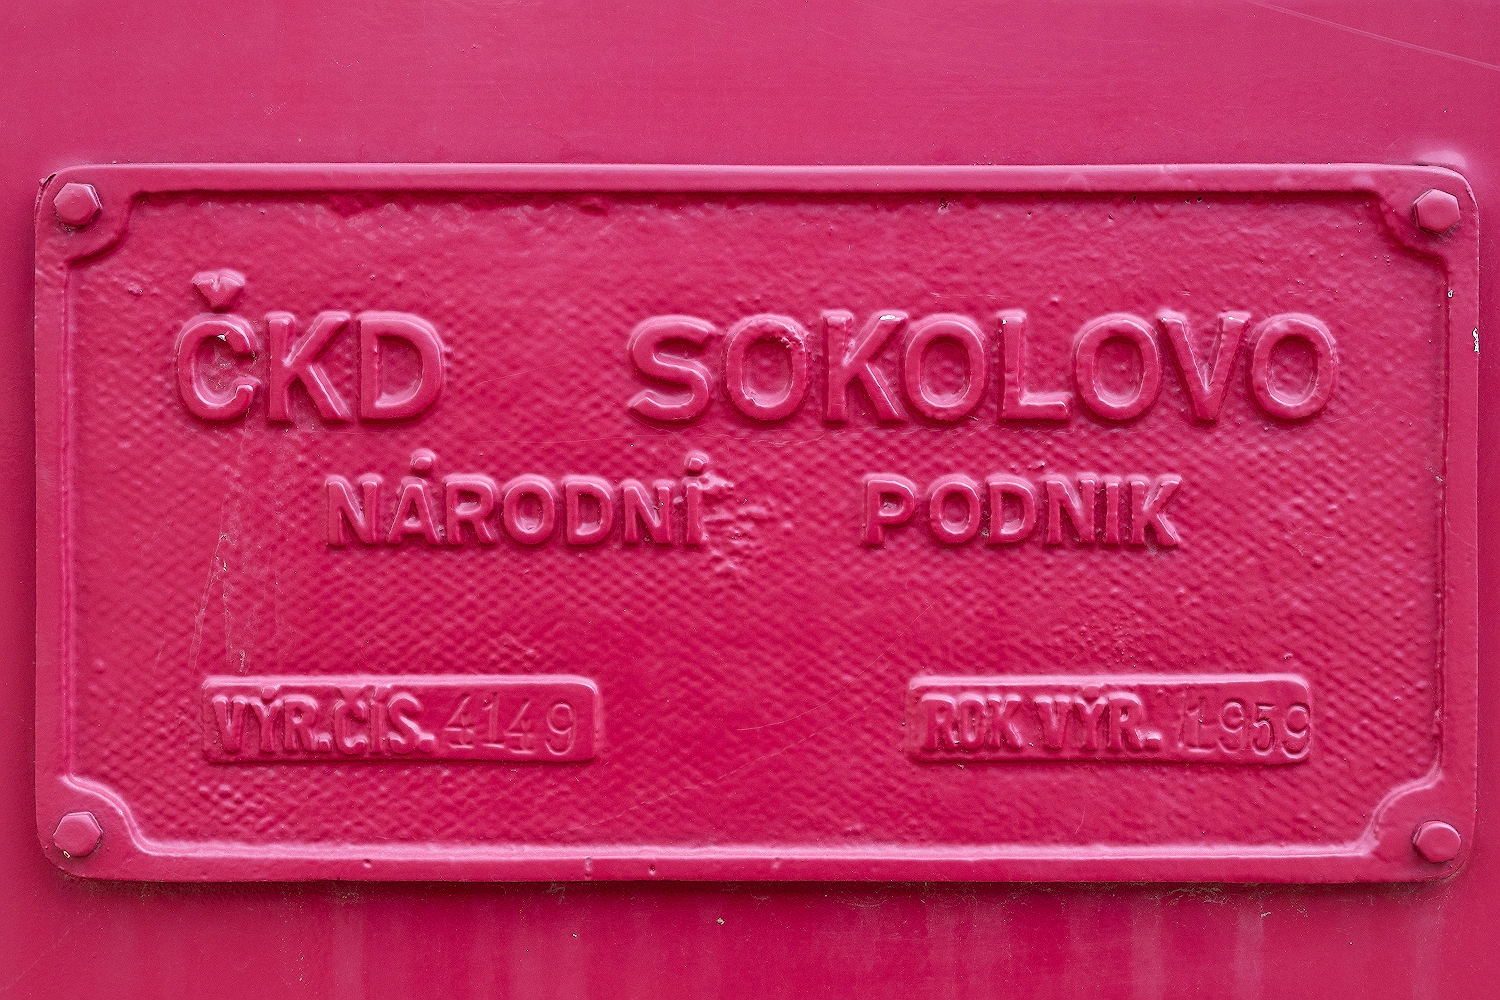 ČKD SOKOLOVO
NÁRODNÍ PODNIK
VÝR.ČÍS. 4149 ROK VÝR. 1959